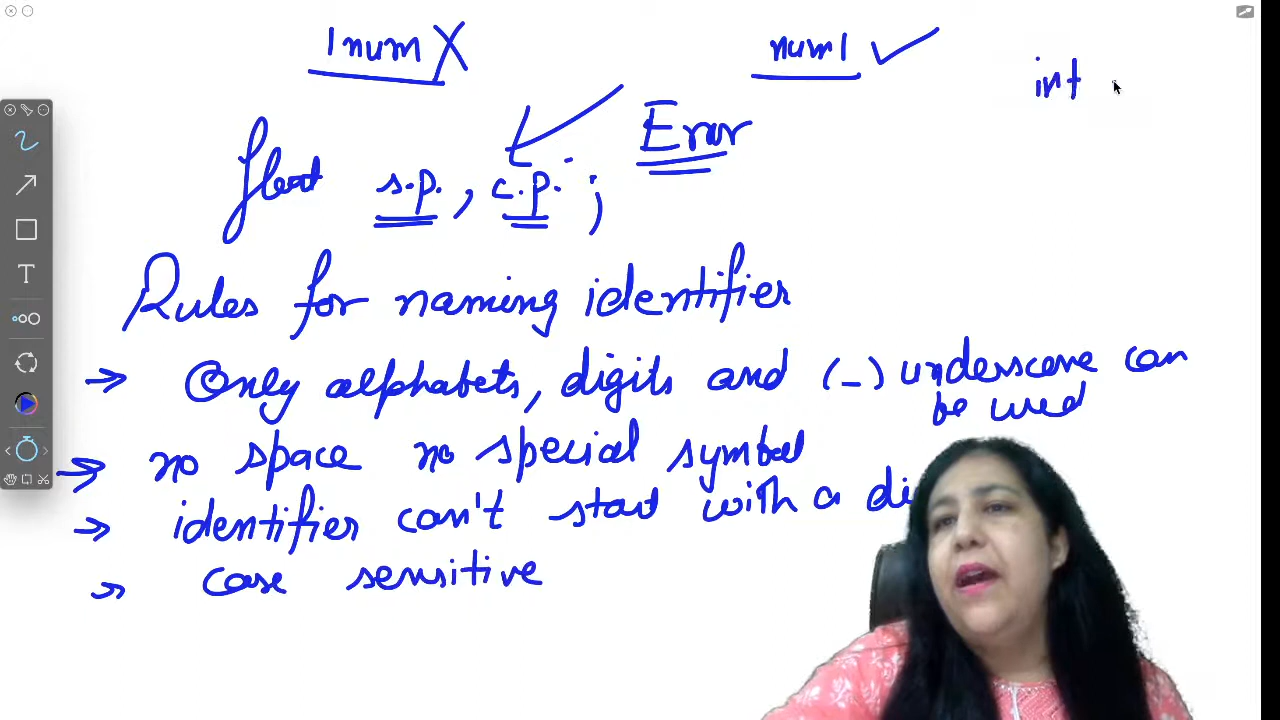 1num X num1 ✓
int
float s.p., c.p. ; Error
Rules for naming identifier
→ Only alphabets, digits and (_) underscore can be used
→ no space no special symbol
→ identifier can't start with a di
→ case sensitive
T